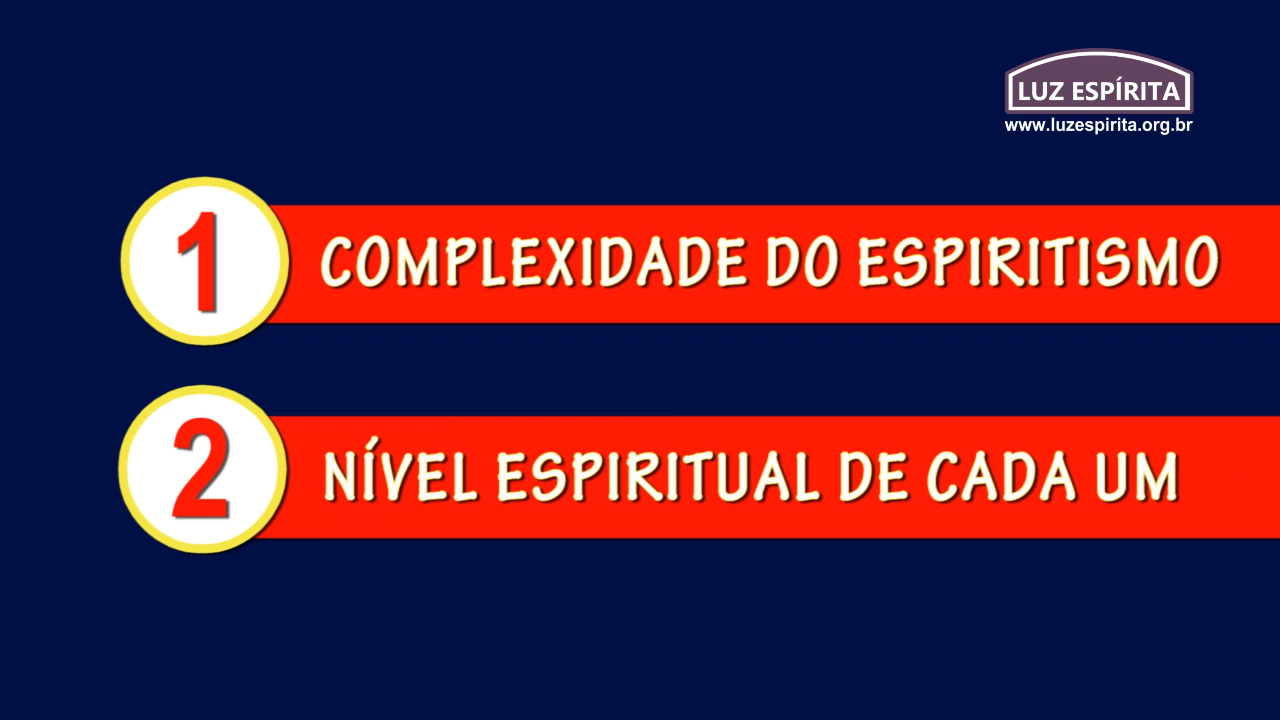 LUZ ESPÍRITA
www.luzespirita.org.br
1 COMPLEXIDADE DO ESPIRITISMO
2 NÍVEL ESPIRITUAL DE CADA UM